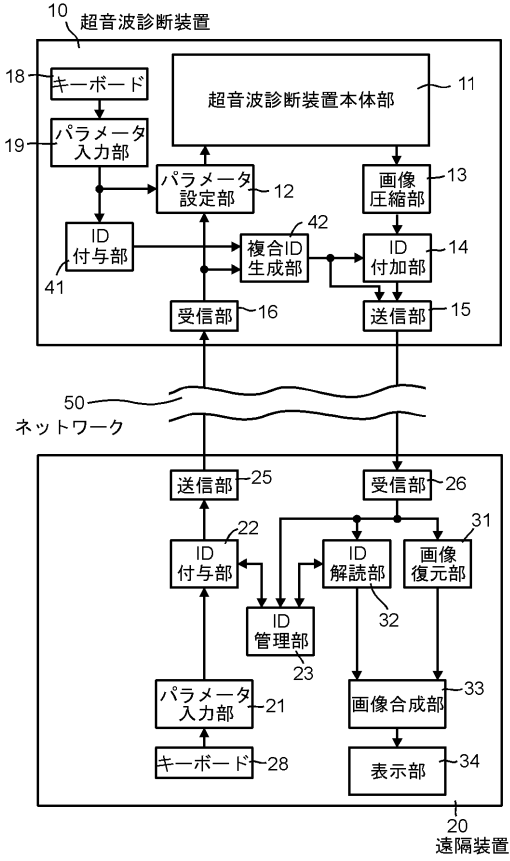 10
超音波診断装置
18
キーボード
超音波診断装置本体部
11
19
パラメータ
入力部
パラメータ
設定部
12
画像
圧縮部
13
ID
付与部
41
複合ID
生成部
42
ID
付加部
14
受信部
16
送信部
15
50
ネットワーク
送信部
25
受信部
26
22
ID
付与部
ID
解読部
32
31
画像
復元部
ID
管理部
23
パラメータ
入力部
21
画像合成部
33
キーボード
28
表示部
34
20
遠隔装置